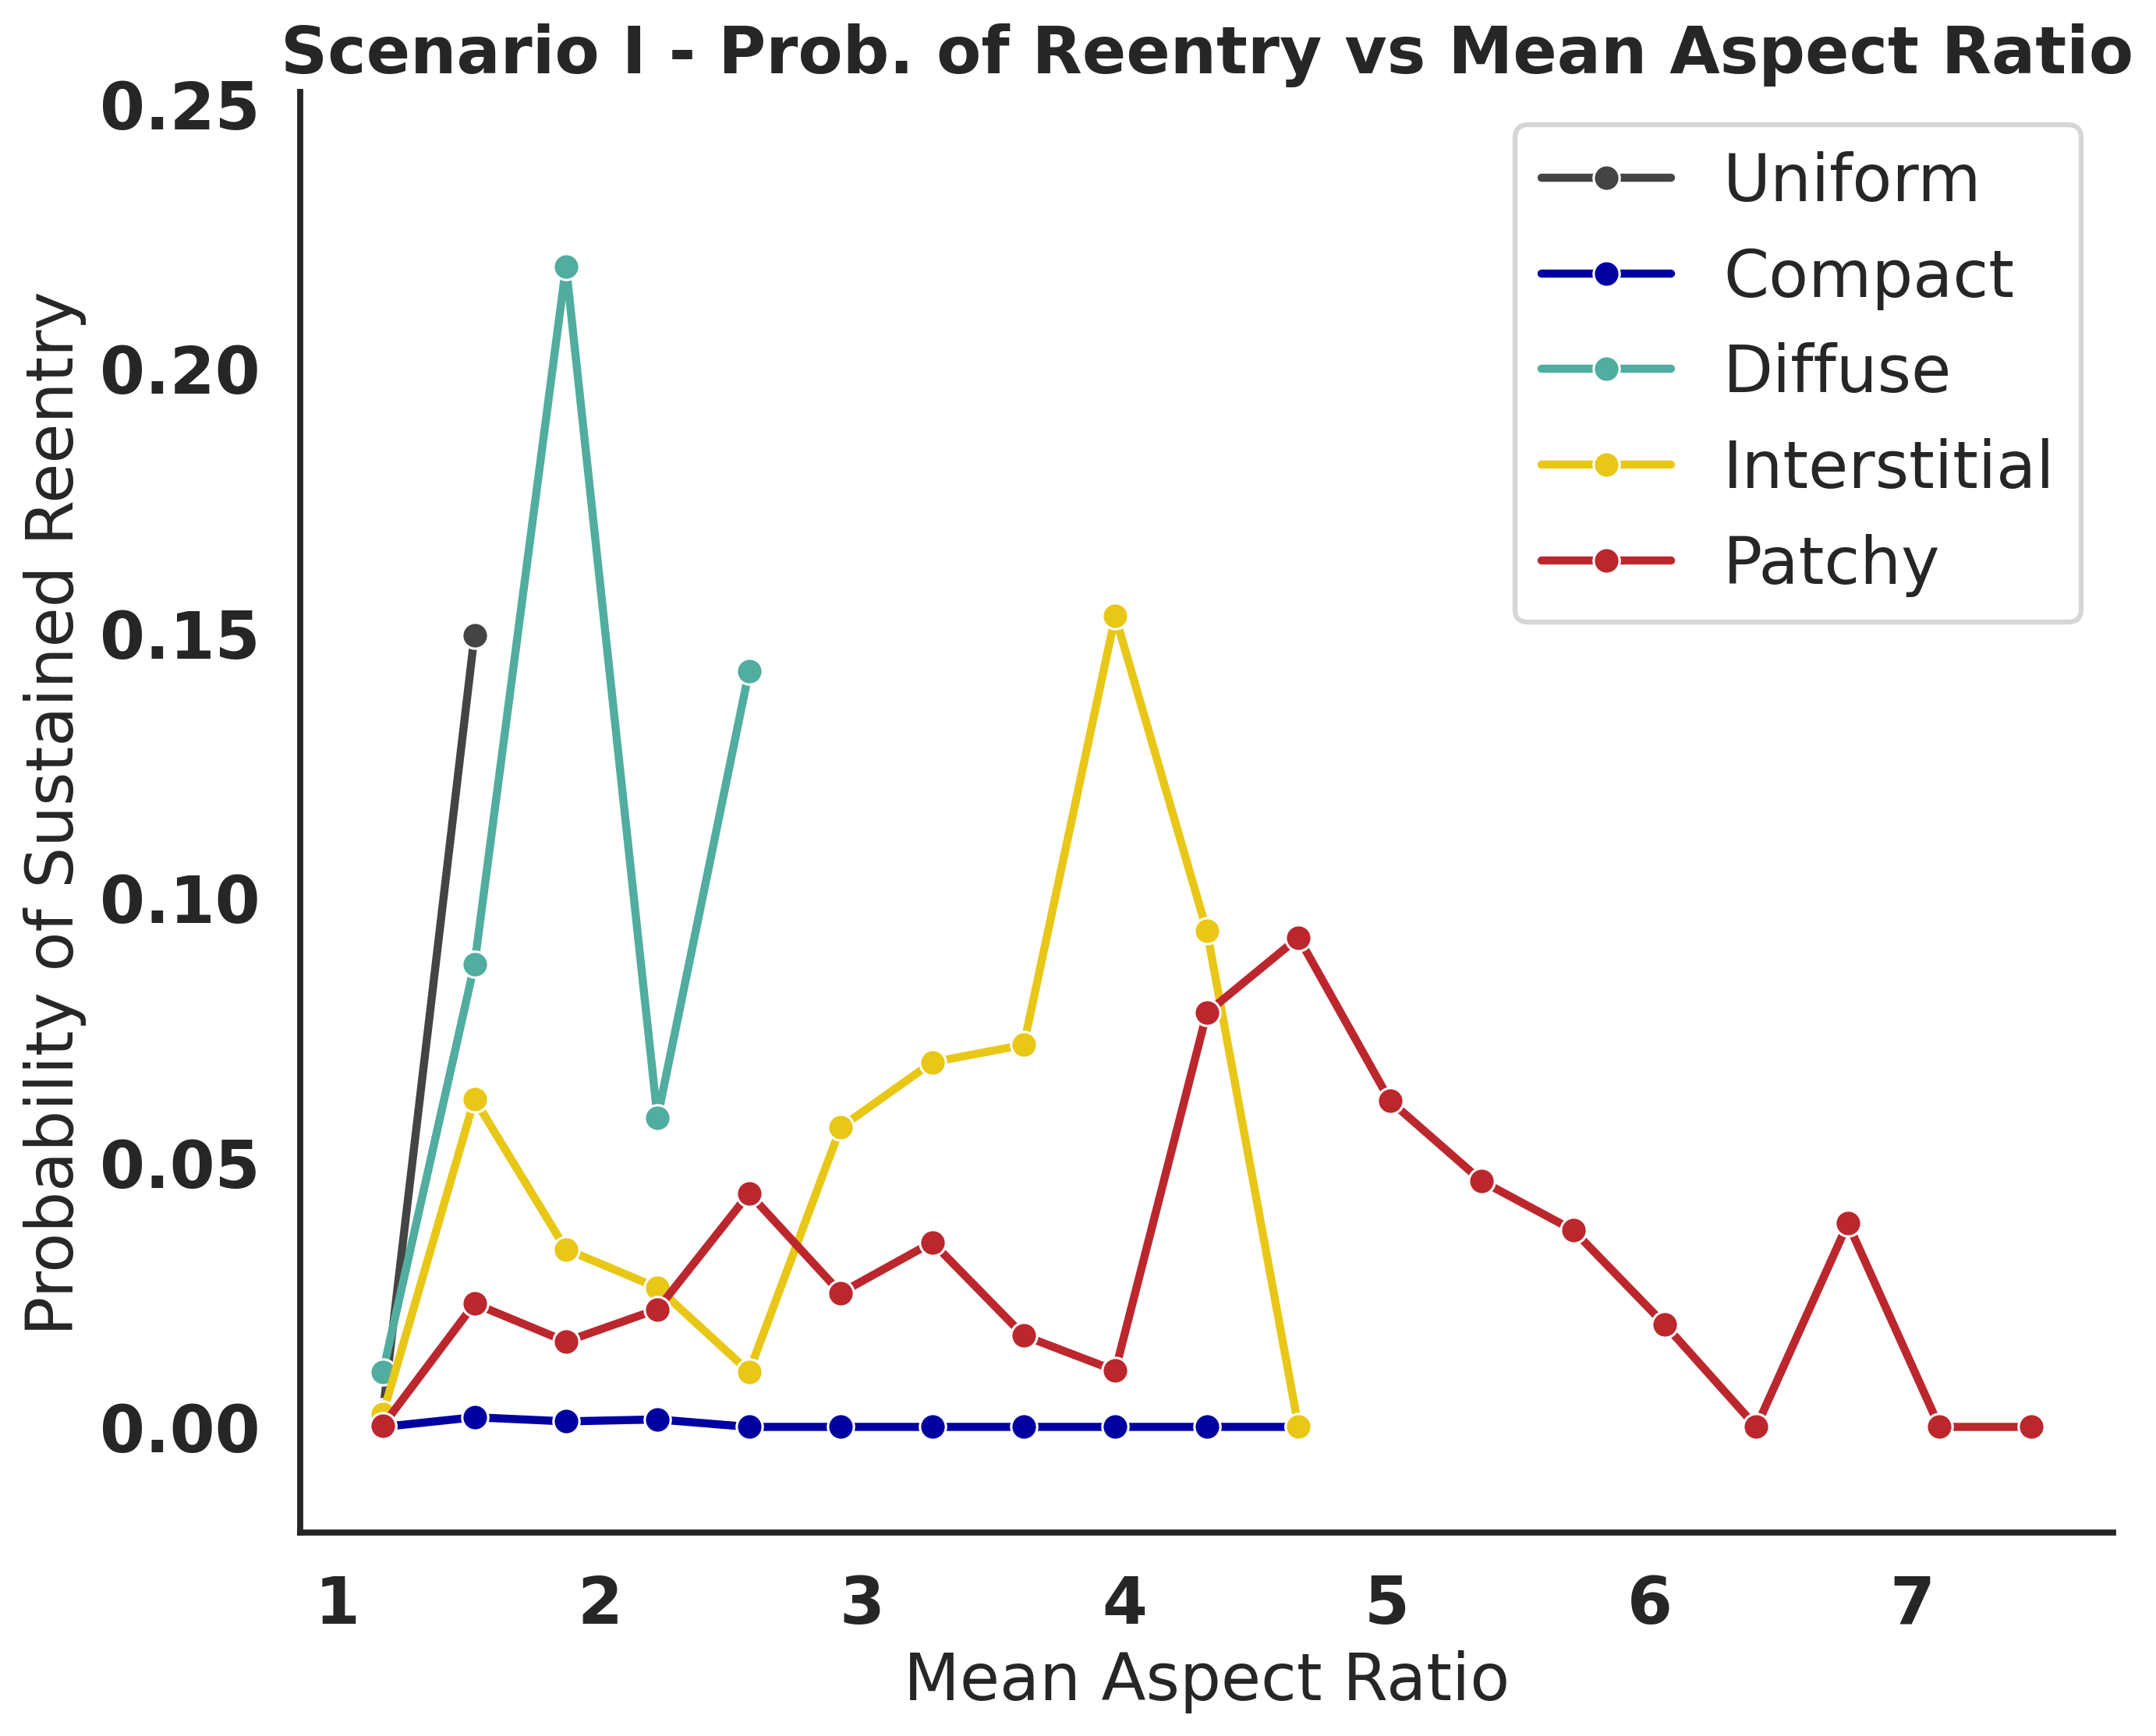 Scenario I - Prob. of Reentry vs Mean Aspect Ratio
0.25
0.20
0.15
0.10
0.05
0.00
Probability of Sustained Reentry
Uniform
Compact
Diffuse
Interstitial
Patchy
1 2 3 4 5 6 7
Mean Aspect Ratio